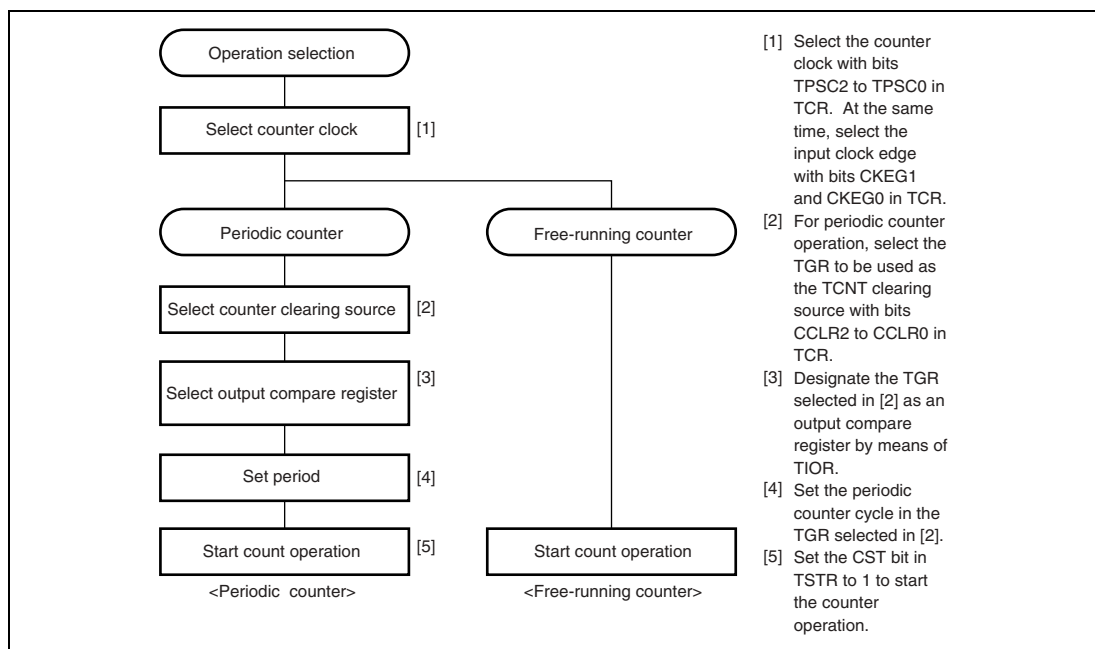 Operation selection
Select counter clock
[1]
Periodic counter
Free-running counter
Select counter clearing source
[2]
Select output compare register
[3]
Set period
[4]
Start count operation
[5]
Start count operation
<Periodic counter>
<Free-running counter>
[1] Select the counter
clock with bits
TPSC2 to TPSC0 in
TCR. At the same
time, select the
input clock edge
with bits CKEG1
and CKEG0 in TCR.
[2] For periodic counter
operation, select the
TGR to be used as
the TCNT clearing
source with bits
CCLR2 to CCLR0 in
TCR.
[3] Designate the TGR
selected in [2] as an
output compare
register by means of
TIOR.
[4] Set the periodic
counter cycle in the
TGR selected in [2].
[5] Set the CST bit in
TSTR to 1 to start
the counter
operation.